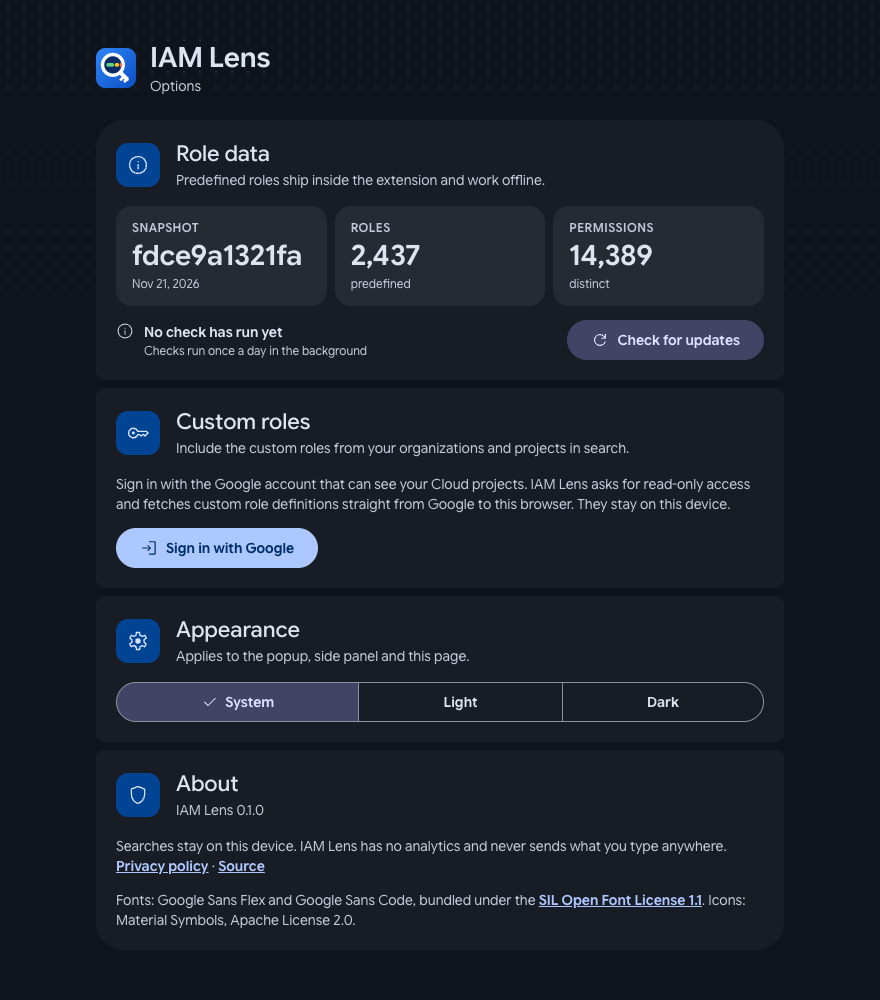 IAM Lens
Options
Role data
Predefined roles ship inside the extension and work offline.
SNAPSHOT
fdce9a1321fa
Nov 21, 2026
ROLES
2,437
predefined
PERMISSIONS
14,389
distinct
No check has run yet
Checks run once a day in the background
Check for updates
Custom roles
Include the custom roles from your organizations and projects in search.
Sign in with the Google account that can see your Cloud projects. IAM Lens asks for read-only access
and fetches custom role definitions straight from Google to this browser. They stay on this device.
Sign in with Google
Appearance
Applies to the popup, side panel and this page.
System
Light
Dark
About
IAM Lens 0.1.0
Searches stay on this device. IAM Lens has no analytics and never sends what you type anywhere.
Privacy policy · Source
Fonts: Google Sans Flex and Google Sans Code, bundled under the SIL Open Font License 1.1. Icons:
Material Symbols, Apache License 2.0.